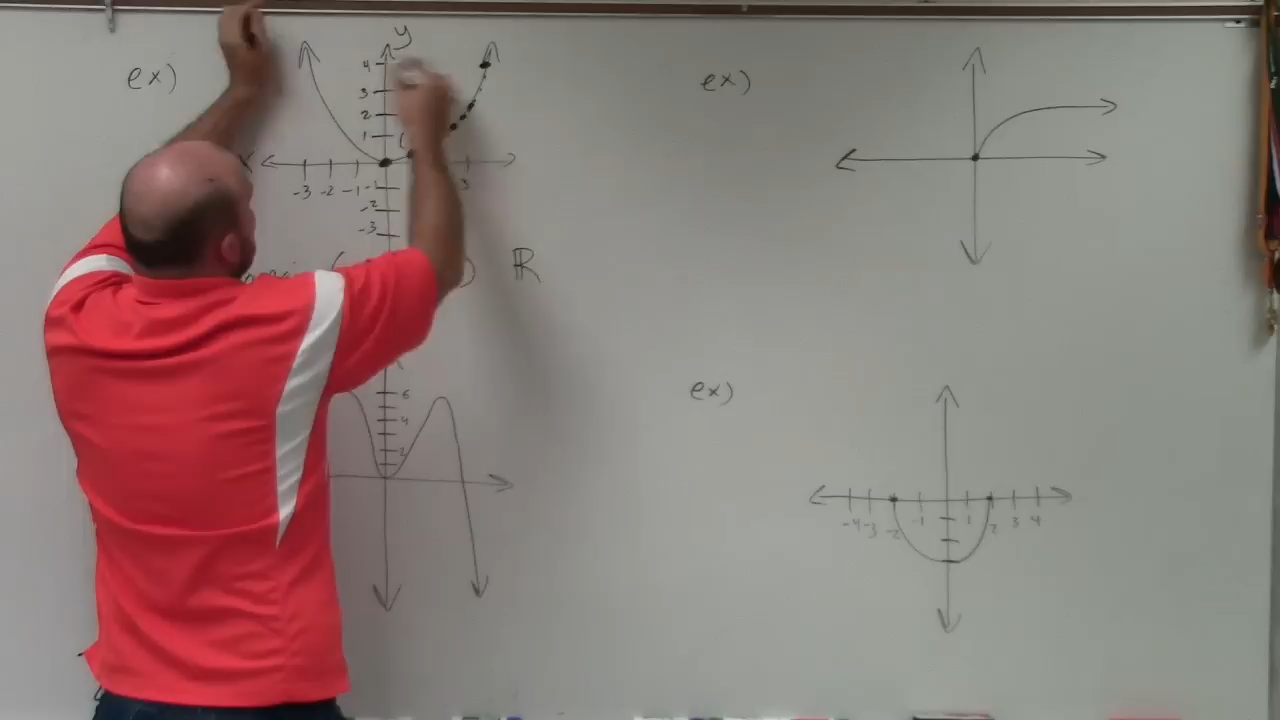 y
ex)
ex)
4
3
2
1
x
-3 -2 -1 -1 3
-2
-3
ℝ
6
4
2
ex)
-4 -3 -2 -1 1 2 3 4